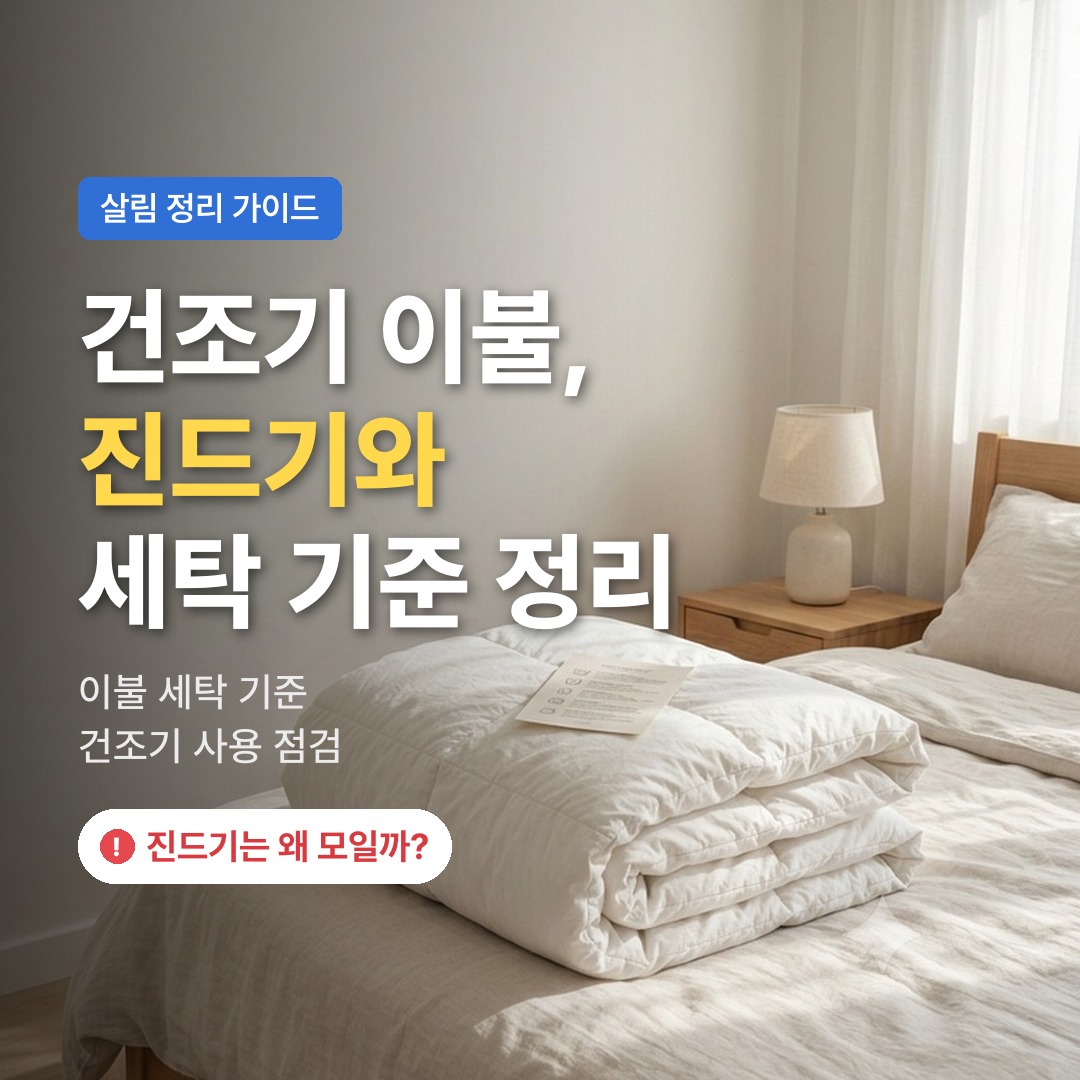 살림 정리 가이드
건조기 이불,
진드기와
세탁 기준 정리
이불 세탁 기준
건조기 사용 점검
! 진드기는 왜 모일까?